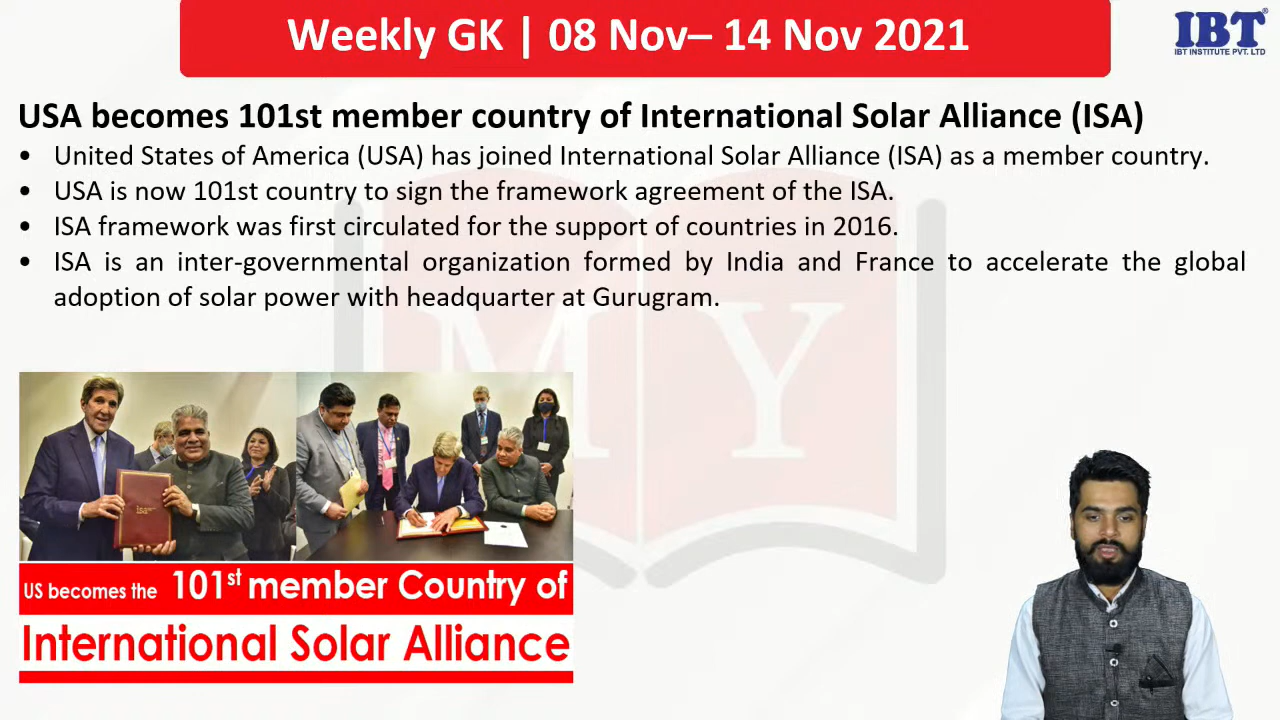 Weekly GK | 08 Nov– 14 Nov 2021
IBT®
IBT INSTITUTE PVT. LTD
USA becomes 101st member country of International Solar Alliance (ISA)
• United States of America (USA) has joined International Solar Alliance (ISA) as a member country.
• USA is now 101st country to sign the framework agreement of the ISA.
• ISA framework was first circulated for the support of countries in 2016.
• ISA is an inter-governmental organization formed by India and France to accelerate the global
adoption of solar power with headquarter at Gurugram.
M Y
isa
US becomes the 101st member Country of
International Solar Alliance